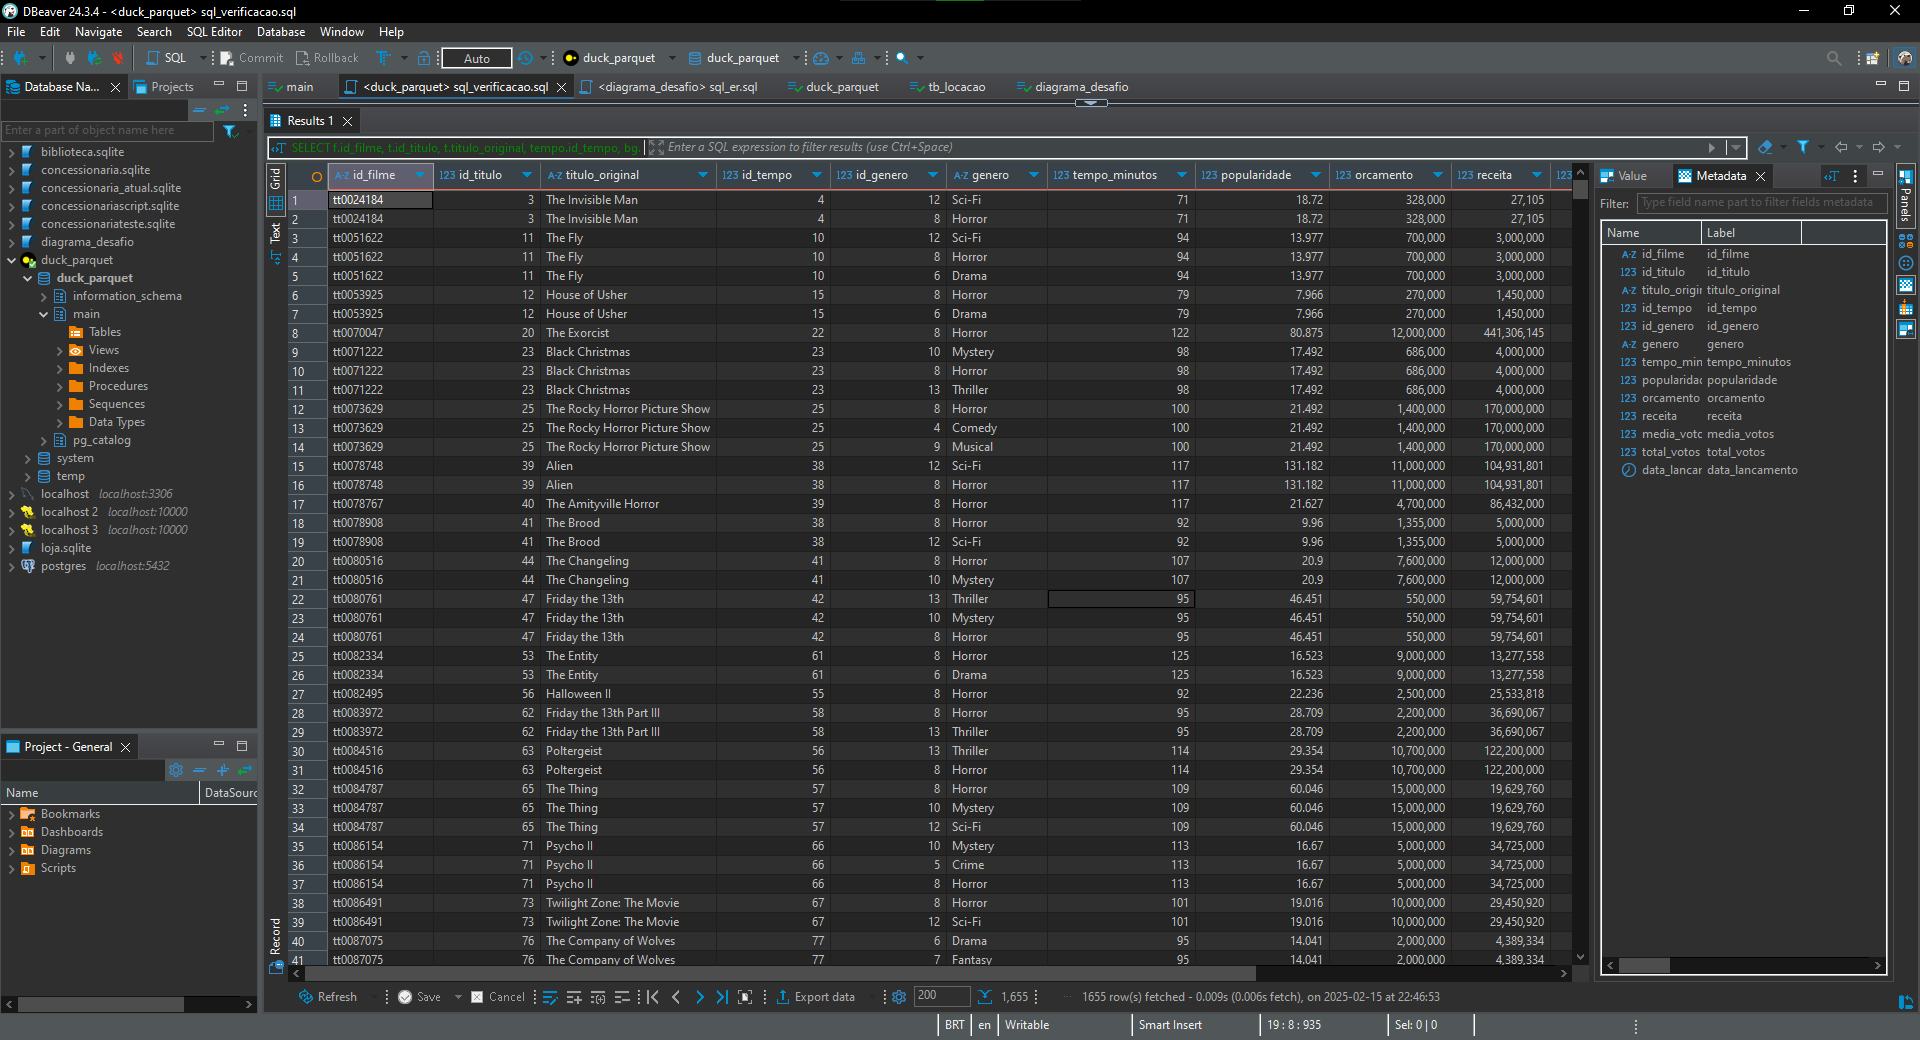 DBeaver 24.3.4 - <duck_parquet> sql_verificacao.sql
File Edit Navigate Search SQL Editor Database Window Help
SQL Commit Rollback Auto duck_parquet duck_parquet
Database Na... Projects
main <duck_parquet> sql_verificacao.sql <diagrama_desafio> sql_er.sql duck_parquet tb_locacao diagrama_desafio
Enter a part of object name here
biblioteca.sqlite
concessionaria.sqlite
concessionaria_atual.sqlite
concessionariascript.sqlite
concessionariateste.sqlite
diagrama_desafio
duck_parquet
duck_parquet
information_schema
main
Tables
Views
Indexes
Procedures
Sequences
Data Types
pg_catalog
system
temp
localhost localhost:3306
localhost 2 localhost:10000
localhost 3 localhost:10000
loja.sqlite
postgres localhost:5432
Project - General
Name DataSourc
Bookmarks
Dashboards
Diagrams
Scripts
Results 1
SELECT f.id_filme, t.id_titulo, t.titulo_original, tempo.id_tempo, bg. Enter a SQL expression to filter results (use Ctrl+Space)
Grid
Text
Record
A-Z id_filme 123 id_titulo A-Z titulo_original 123 id_tempo 123 id_genero A-Z genero 123 tempo_minutos 123 popularidade 123 orcamento 123 receita 123
1 tt0024184 3 The Invisible Man 4 12 Sci-Fi 71 18.72 328,000 27,105
2 tt0024184 3 The Invisible Man 4 8 Horror 71 18.72 328,000 27,105
3 tt0051622 11 The Fly 10 12 Sci-Fi 94 13.977 700,000 3,000,000
4 tt0051622 11 The Fly 10 8 Horror 94 13.977 700,000 3,000,000
5 tt0051622 11 The Fly 10 6 Drama 94 13.977 700,000 3,000,000
6 tt0053925 12 House of Usher 15 8 Horror 79 7.966 270,000 1,450,000
7 tt0053925 12 House of Usher 15 6 Drama 79 7.966 270,000 1,450,000
8 tt0070047 20 The Exorcist 22 8 Horror 122 80.875 12,000,000 441,306,145
9 tt0071222 23 Black Christmas 23 10 Mystery 98 17.492 686,000 4,000,000
10 tt0071222 23 Black Christmas 23 8 Horror 98 17.492 686,000 4,000,000
11 tt0071222 23 Black Christmas 23 13 Thriller 98 17.492 686,000 4,000,000
12 tt0073629 25 The Rocky Horror Picture Show 25 8 Horror 100 21.492 1,400,000 170,000,000
13 tt0073629 25 The Rocky Horror Picture Show 25 4 Comedy 100 21.492 1,400,000 170,000,000
14 tt0073629 25 The Rocky Horror Picture Show 25 9 Musical 100 21.492 1,400,000 170,000,000
15 tt0078748 39 Alien 38 12 Sci-Fi 117 131.182 11,000,000 104,931,801
16 tt0078748 39 Alien 38 8 Horror 117 131.182 11,000,000 104,931,801
17 tt0078767 40 The Amityville Horror 39 8 Horror 117 21.627 4,700,000 86,432,000
18 tt0078908 41 The Brood 38 8 Horror 92 9.96 1,355,000 5,000,000
19 tt0078908 41 The Brood 38 12 Sci-Fi 92 9.96 1,355,000 5,000,000
20 tt0080516 44 The Changeling 41 8 Horror 107 20.9 7,600,000 12,000,000
21 tt0080516 44 The Changeling 41 10 Mystery 107 20.9 7,600,000 12,000,000
22 tt0080761 47 Friday the 13th 42 13 Thriller 95 46.451 550,000 59,754,601
23 tt0080761 47 Friday the 13th 42 10 Mystery 95 46.451 550,000 59,754,601
24 tt0080761 47 Friday the 13th 42 8 Horror 95 46.451 550,000 59,754,601
25 tt0082334 53 The Entity 61 8 Horror 125 16.523 9,000,000 13,277,558
26 tt0082334 53 The Entity 61 6 Drama 125 16.523 9,000,000 13,277,558
27 tt0082495 56 Halloween II 55 8 Horror 92 22.236 2,500,000 25,533,818
28 tt0083972 62 Friday the 13th Part III 58 8 Horror 95 28.709 2,200,000 36,690,067
29 tt0083972 62 Friday the 13th Part III 58 13 Thriller 95 28.709 2,200,000 36,690,067
30 tt0084516 63 Poltergeist 56 13 Thriller 114 29.354 10,700,000 122,200,000
31 tt0084516 63 Poltergeist 56 8 Horror 114 29.354 10,700,000 122,200,000
32 tt0084787 65 The Thing 57 8 Horror 109 60.046 15,000,000 19,629,760
33 tt0084787 65 The Thing 57 10 Mystery 109 60.046 15,000,000 19,629,760
34 tt0084787 65 The Thing 57 12 Sci-Fi 109 60.046 15,000,000 19,629,760
35 tt0086154 71 Psycho II 66 10 Mystery 113 16.67 5,000,000 34,725,000
36 tt0086154 71 Psycho II 66 5 Crime 113 16.67 5,000,000 34,725,000
37 tt0086154 71 Psycho II 66 8 Horror 113 16.67 5,000,000 34,725,000
38 tt0086491 73 Twilight Zone: The Movie 67 8 Horror 101 19.016 10,000,000 29,450,920
39 tt0086491 73 Twilight Zone: The Movie 67 12 Sci-Fi 101 19.016 10,000,000 29,450,920
40 tt0087075 76 The Company of Wolves 77 6 Drama 95 14.041 2,000,000 4,389,334
41 tt0087075 76 The Company of Wolves 77 7 Fantasy 95 14.041 2,000,000 4,389,334
Refresh Save Cancel Export data 200 1,655 1655 row(s) fetched - 0.009s (0.006s fetch), on 2025-02-15 at 22:46:53
Value Metadata
Panels
Filter: Type field name part to filter fields metadata
Name Label
A-Z id_filme id_filme
123 id_titulo id_titulo
A-Z titulo_origir titulo_original
123 id_tempo id_tempo
123 id_genero id_genero
A-Z genero genero
123 tempo_min tempo_minutos
123 popularidac popularidade
123 orcamento orcamento
123 receita receita
123 media_votc media_votos
123 total_votos total_votos
data_lancar data_lancamento
BRT en Writable Smart Insert 19 : 8 : 935 Sel: 0 | 0